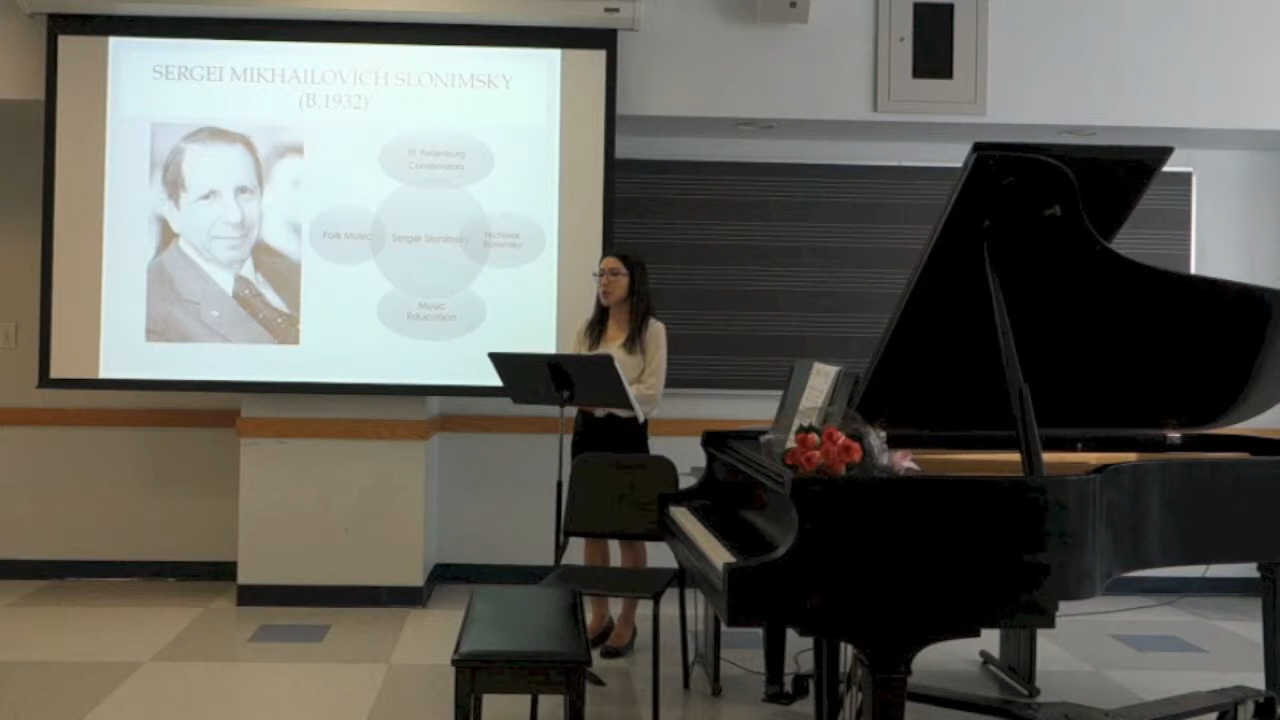 SERGEI MIKHAILOVICH SLONIMSKY
(B.1932)
St. Petersburg
Conservatory
Folk Music
Sergei Slonimsky
Nicholas
Slonimsky
Music
Education